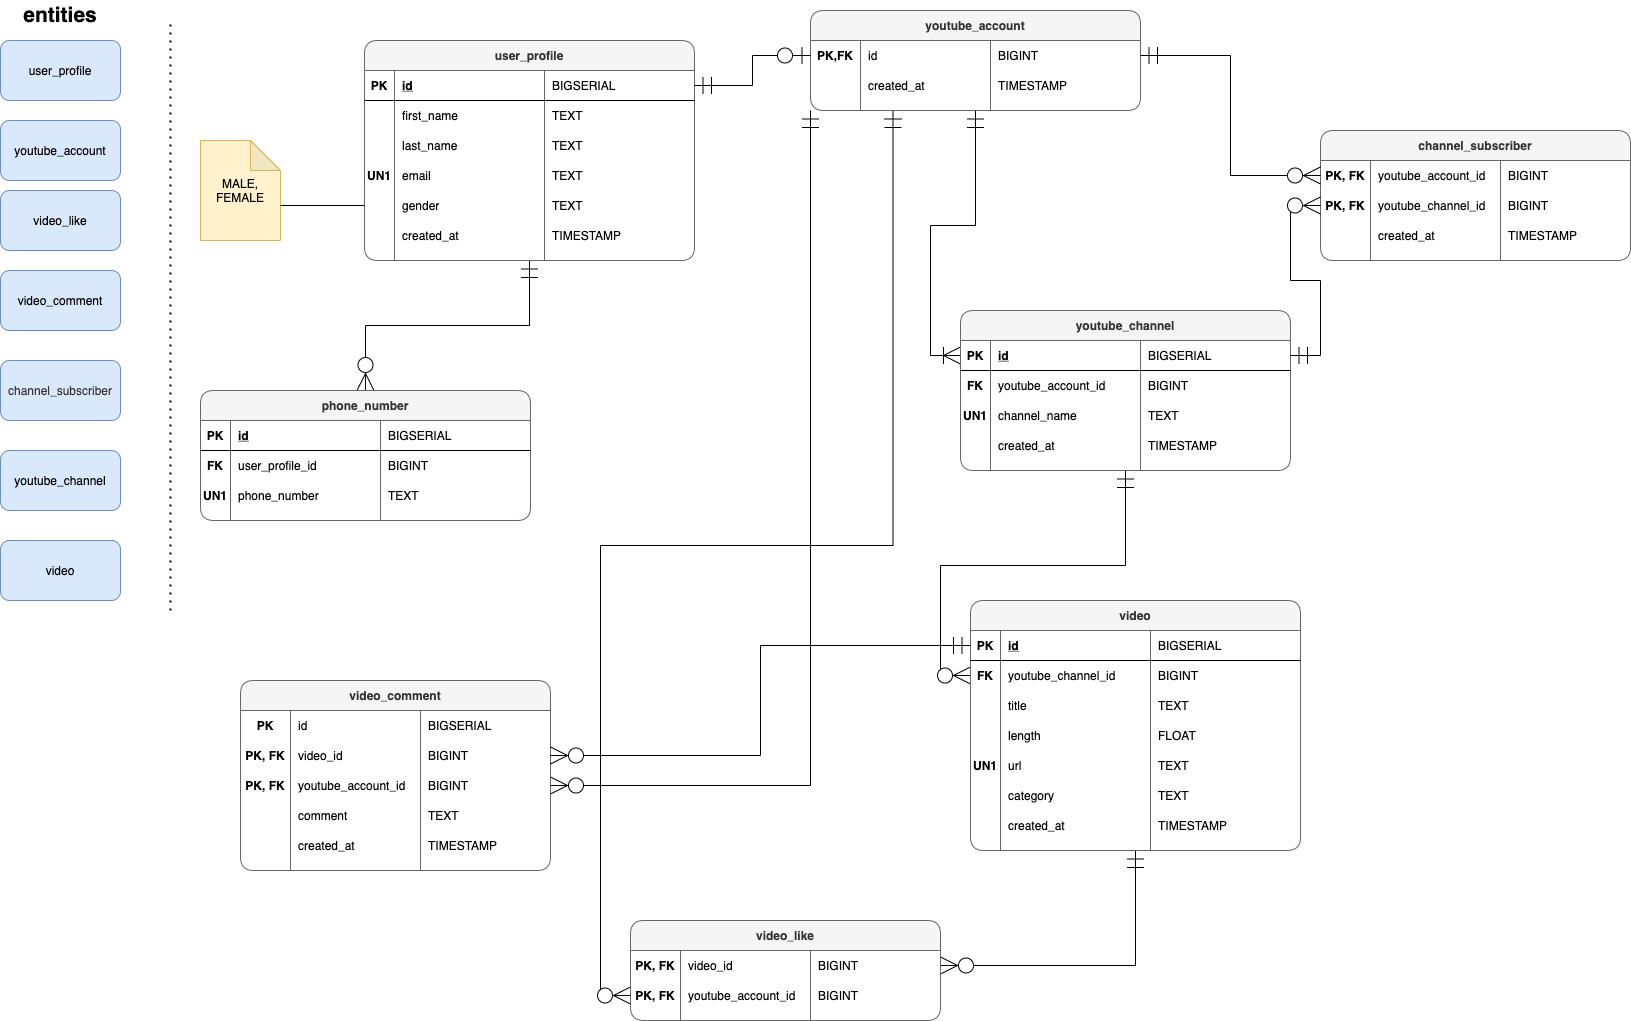 entities
user_profile
youtube_account
video_like
video_comment
channel_subscriber
youtube_channel
video
MALE,
FEMALE
user_profile
PK id BIGSERIAL
first_name TEXT
last_name TEXT
UN1 email TEXT
gender TEXT
created_at TIMESTAMP
phone_number
PK id BIGSERIAL
FK user_profile_id BIGINT
UN1 phone_number TEXT
youtube_account
PK,FK id BIGINT
created_at TIMESTAMP
channel_subscriber
PK, FK youtube_account_id BIGINT
PK, FK youtube_channel_id BIGINT
created_at TIMESTAMP
youtube_channel
PK id BIGSERIAL
FK youtube_account_id BIGINT
UN1 channel_name TEXT
created_at TIMESTAMP
video
PK id BIGSERIAL
FK youtube_channel_id BIGINT
title TEXT
length FLOAT
UN1 url TEXT
category TEXT
created_at TIMESTAMP
video_comment
PK id BIGSERIAL
PK, FK video_id BIGINT
PK, FK youtube_account_id BIGINT
comment TEXT
created_at TIMESTAMP
video_like
PK, FK video_id BIGINT
PK, FK youtube_account_id BIGINT